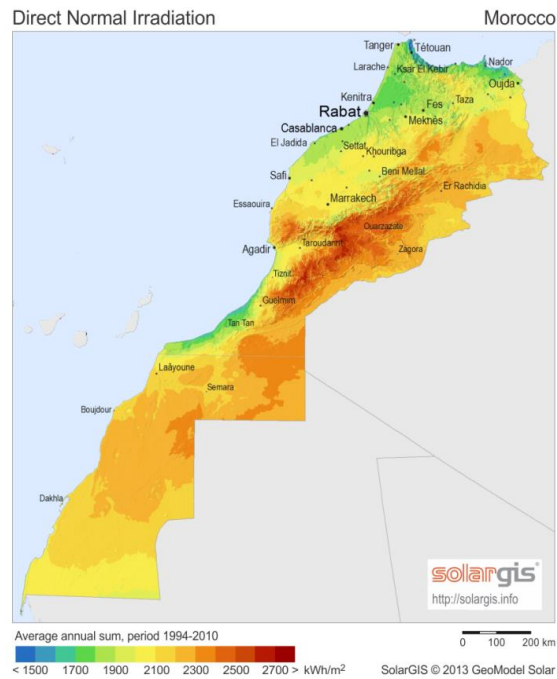 Direct Normal Irradiation
Morocco
Tanger
Tétouan
Larache
Ksar El Kebir
Nador
Oujda
Kenitra
Rabat
Fès
Taza
Casablanca
Meknès
El Jadida
Settat
Khouribga
Safi
Beni Mellal
Er Rachidia
Essaouira
Marrakech
Ouarzazate
Agadir
Taroudannt
Zagora
Tiznit
Guelmim
Tan Tan
Laâyoune
Semara
Boujdour
Dakhla
solargis
http://solargis.info
Average annual sum, period 1994-2010
0 100 200 km
< 1500 1700 1900 2100 2300 2500 2700 > kWh/m²
SolarGIS © 2013 GeoModel Solar